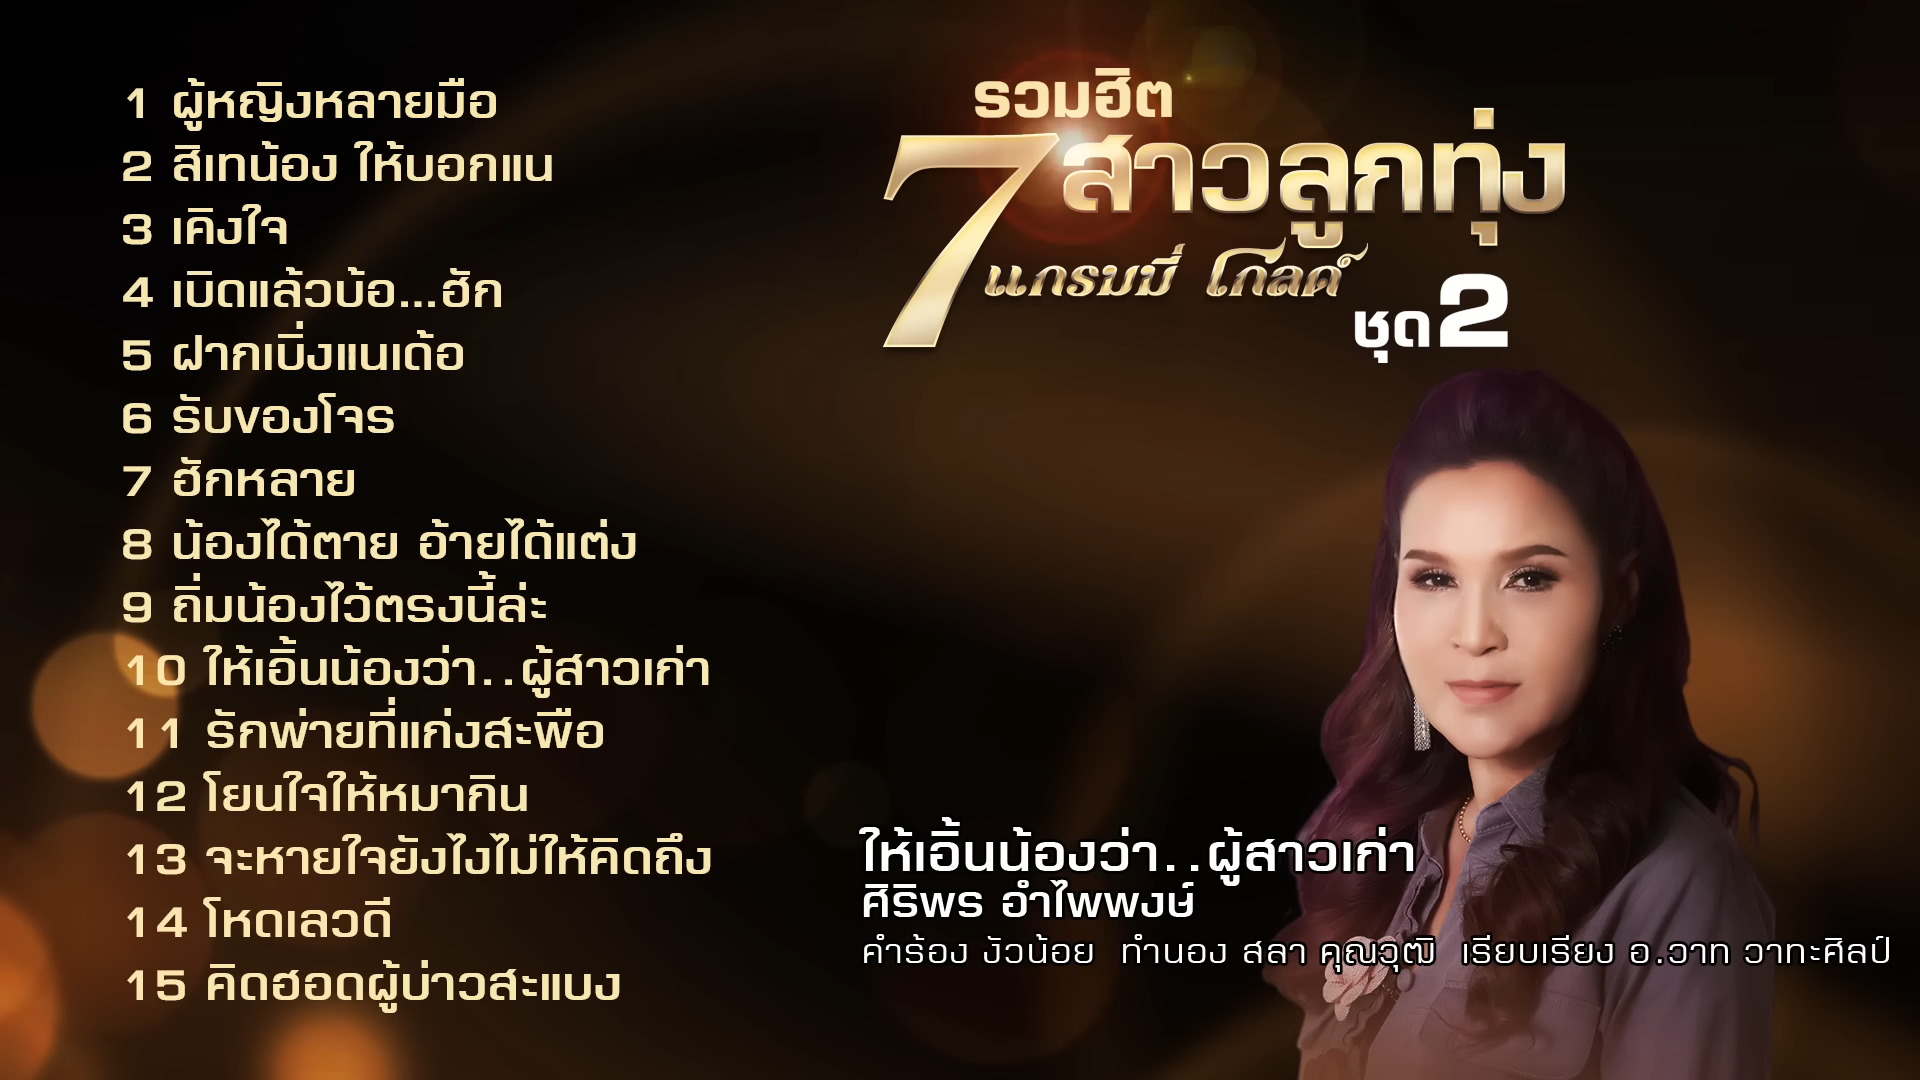 1 ผู้หญิงหลายมือ
2 สิเทน้อง ให้บอกแน
3 เคิงใจ
4 เบิดแล้วบ้อ...ฮัก
5 ฝากเบิ่งแนเด้อ
6 รับของโจร
7 ฮักหลาย
8 น้องได้ตาย อ้ายได้แต่ง
9 ถิ่มน้องไว้ตรงนี้ล่ะ
10 ให้เอิ้นน้องว่า..ผู้สาวเก่า
11 รักพ่ายที่แก่งสะพือ
12 โยนใจให้หมากิน
13 จะหายใจยังไงไม่ให้คิดถึง
14 โหดเลวดี
15 คิดฮอดผู้บ่าวสะแบง
รวมฮิต
7 สาวลูกทุ่ง
แกรมมี่ โกลด์
ชุด 2
ให้เอิ้นน้องว่า..ผู้สาวเก่า
ศิริพร อำไพพงษ์
คำร้อง งัวน้อย ทำนอง สลา คุณวุฒิ เรียบเรียง อ.วาท วาทะศิลป์